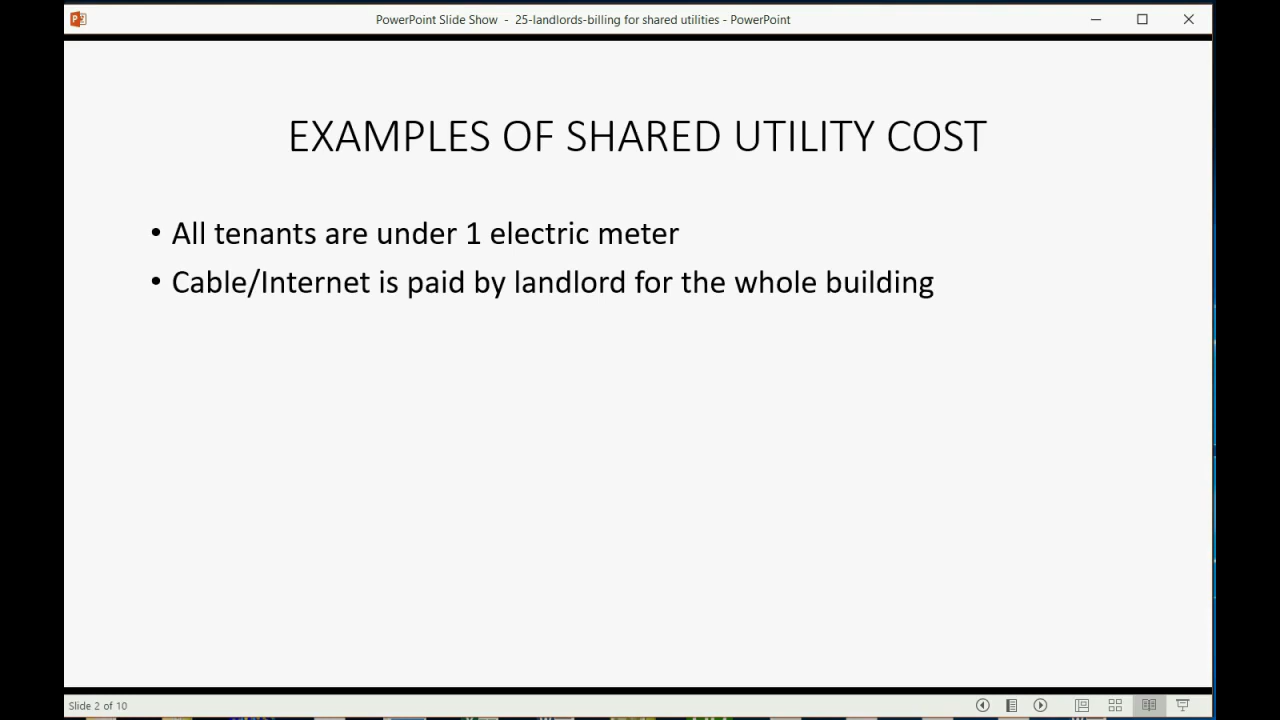 PowerPoint Slide Show - 25-landlords-billing for shared utilities - PowerPoint
EXAMPLES OF SHARED UTILITY COST
• All tenants are under 1 electric meter
• Cable/Internet is paid by landlord for the whole building
Slide 2 of 10